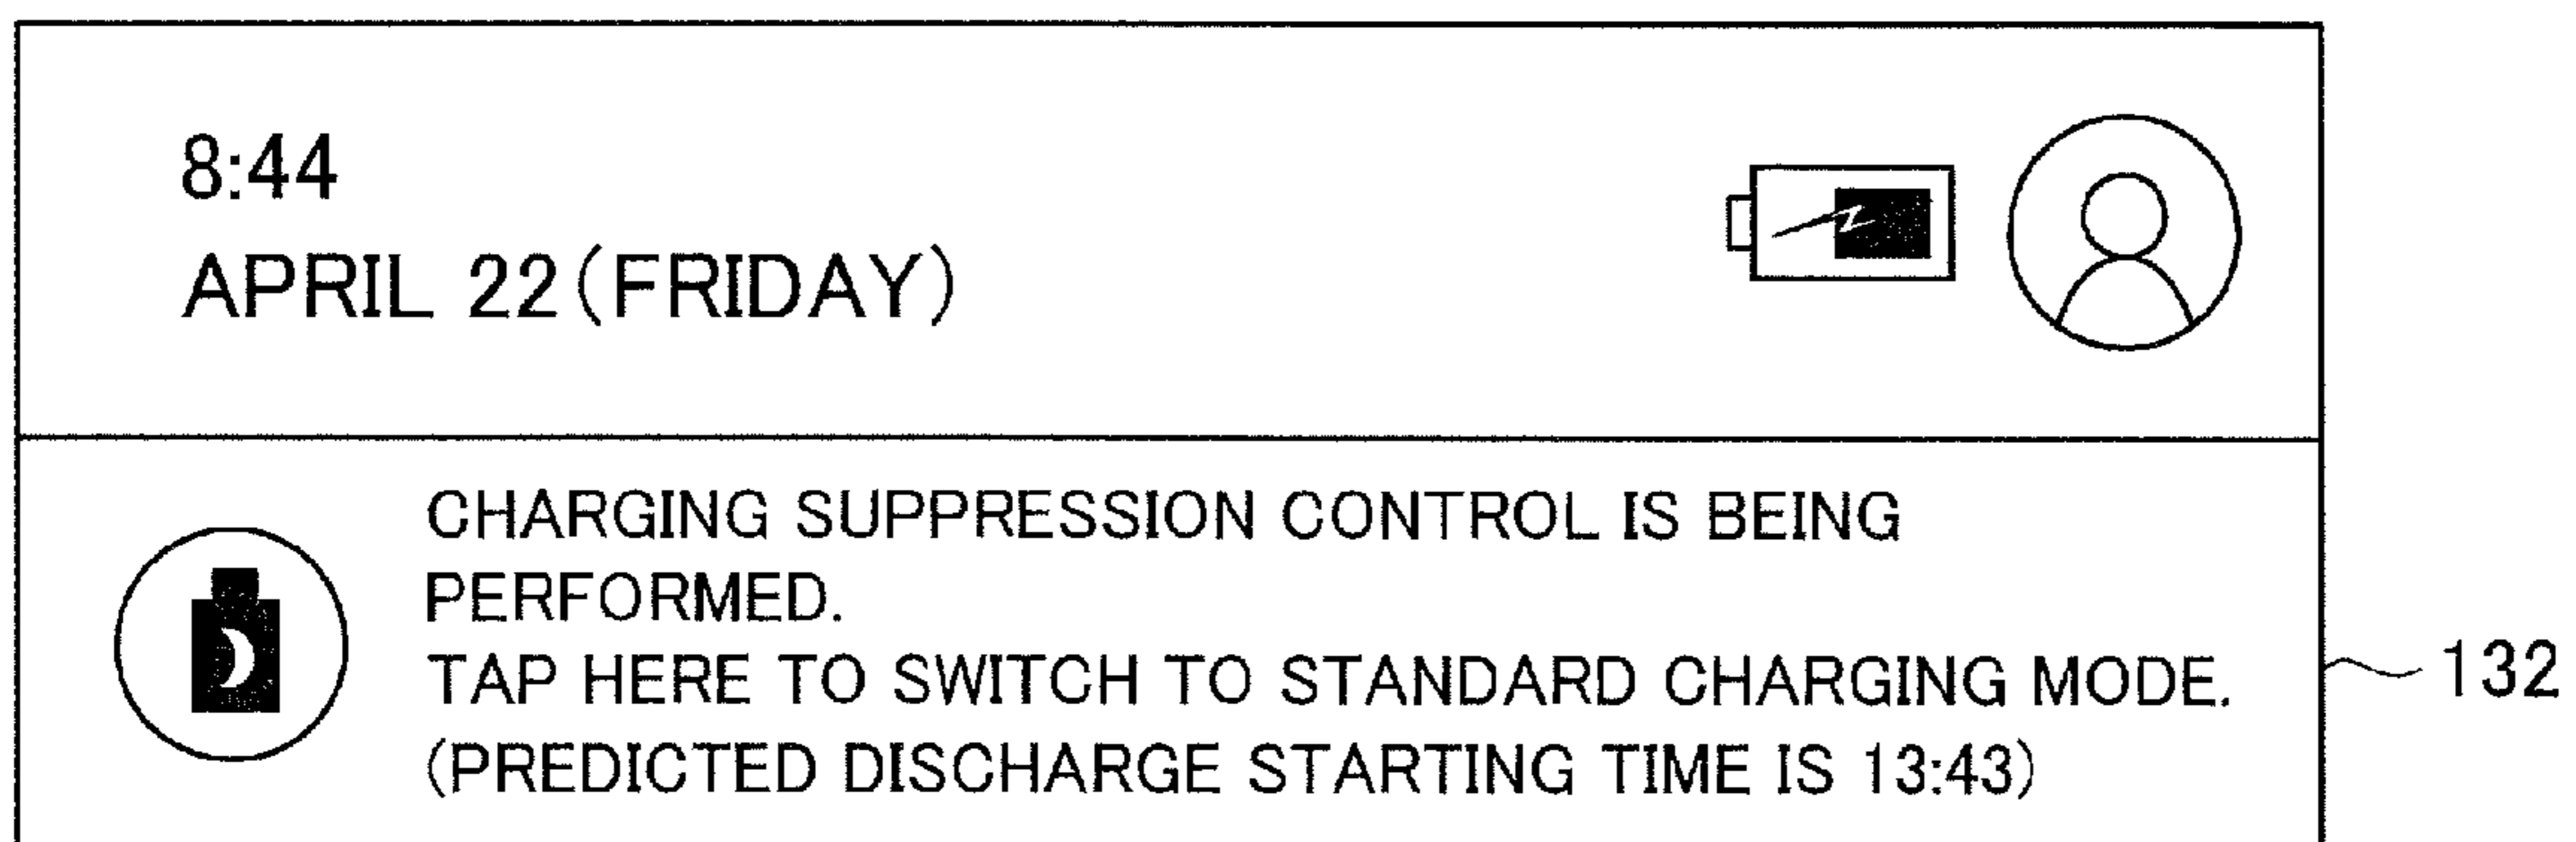 8:44
APRIL 22(FRIDAY)
CHARGING SUPPRESSION CONTROL IS BEING
PERFORMED.
TAP HERE TO SWITCH TO STANDARD CHARGING MODE.
(PREDICTED DISCHARGE STARTING TIME IS 13:43)
132